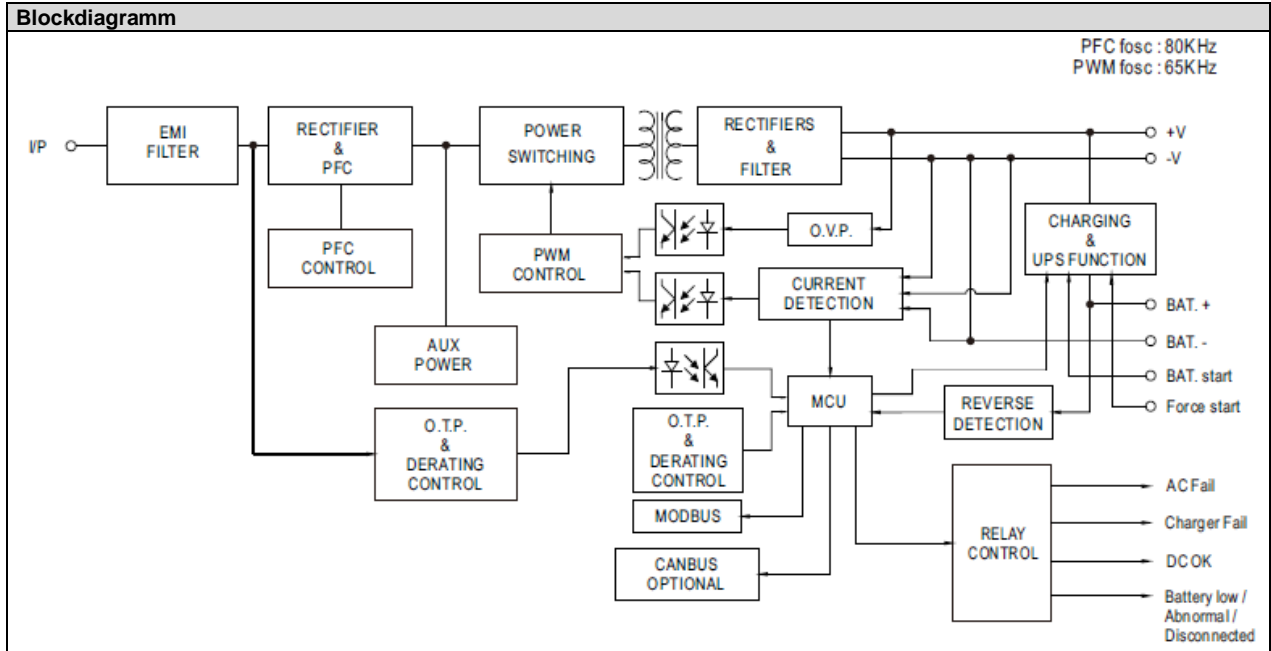 Blockdiagramm
PFC fosc : 80KHz
PWM fosc : 65KHz
I/P
EMI
FILTER
RECTIFIER
&
PFC
POWER
SWITCHING
RECTIFIERS
&
FILTER
+V
-V
PFC
CONTROL
PWM
CONTROL
O.V.P.
CHARGING
&
UPS FUNCTION
CURRENT
DETECTION
BAT. +
BAT. -
BAT. start
Force start
AUX
POWER
MCU
REVERSE
DETECTION
O.T.P.
&
DERATING
CONTROL
O.T.P.
&
DERATING
CONTROL
MODBUS
CANBUS
OPTIONAL
RELAY
CONTROL
AC Fail
Charger Fail
DC OK
Battery low /
Abnormal /
Disconnected